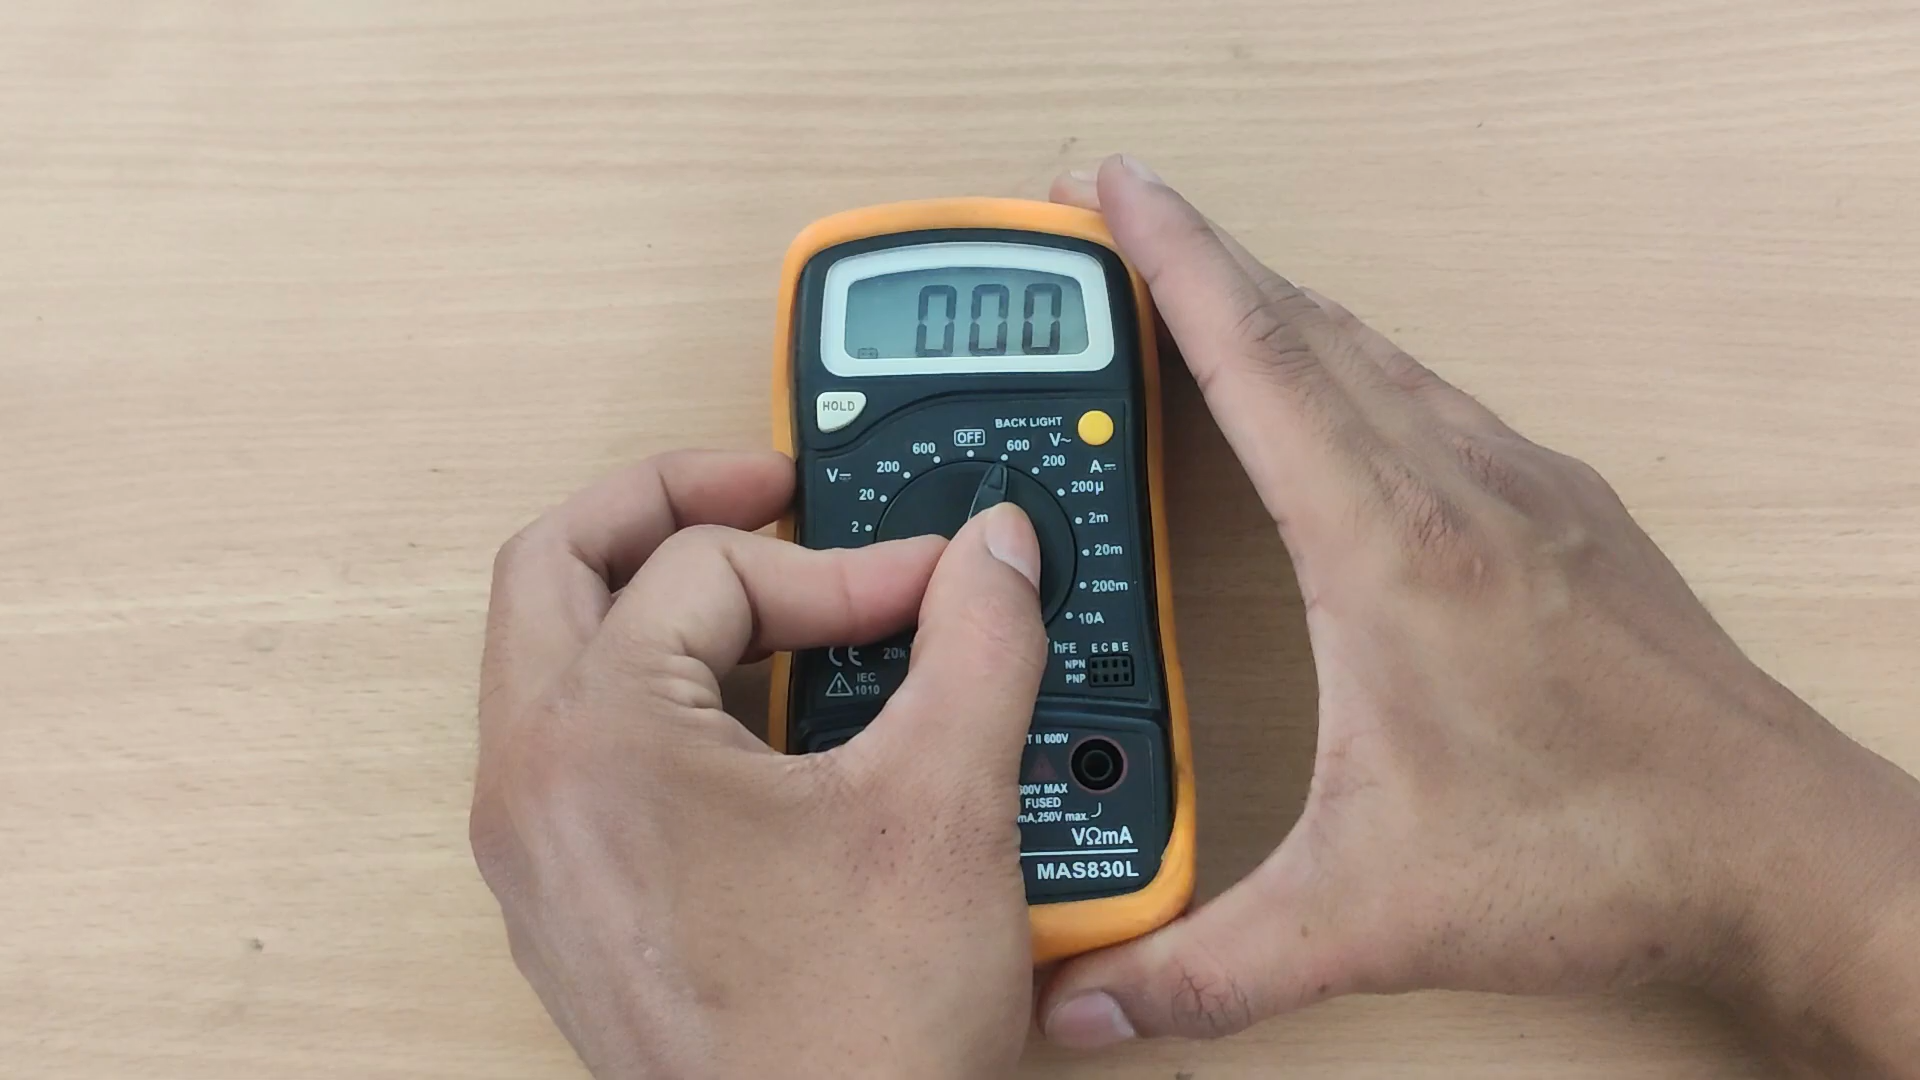 000
HOLD
BACK LIGHT
OFF
600
600
V~
200
200
V⎓
A⎓
20
200µ
2
2m
20m
200m
10A
20k
hFE
E C B E
NPN
PNP
CE
IEC
1010
II 600V
MAX
FUSED
mA,250V max.
VΩmA
MAS830L